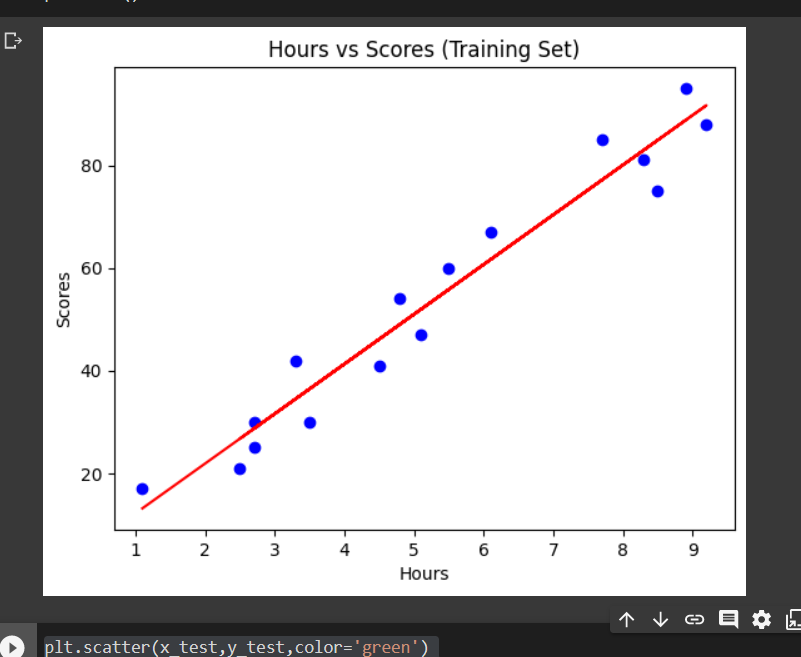 Hours vs Scores (Training Set)
80
60
40
20
Scores
1 2 3 4 5 6 7 8 9
Hours
plt.scatter(x_test,y_test,color='green')